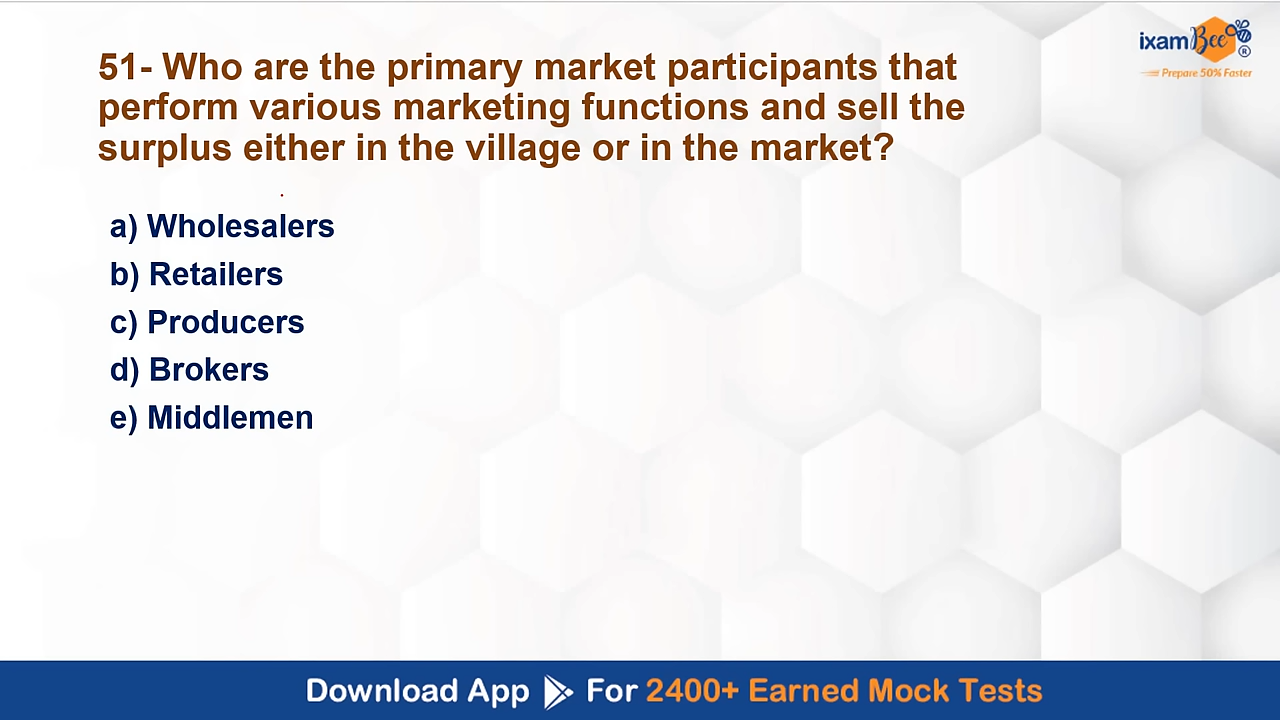 ixamBee
®
Prepare 50% Faster
51- Who are the primary market participants that
perform various marketing functions and sell the
surplus either in the village or in the market?
a) Wholesalers
b) Retailers
c) Producers
d) Brokers
e) Middlemen
Download App For 2400+ Earned Mock Tests